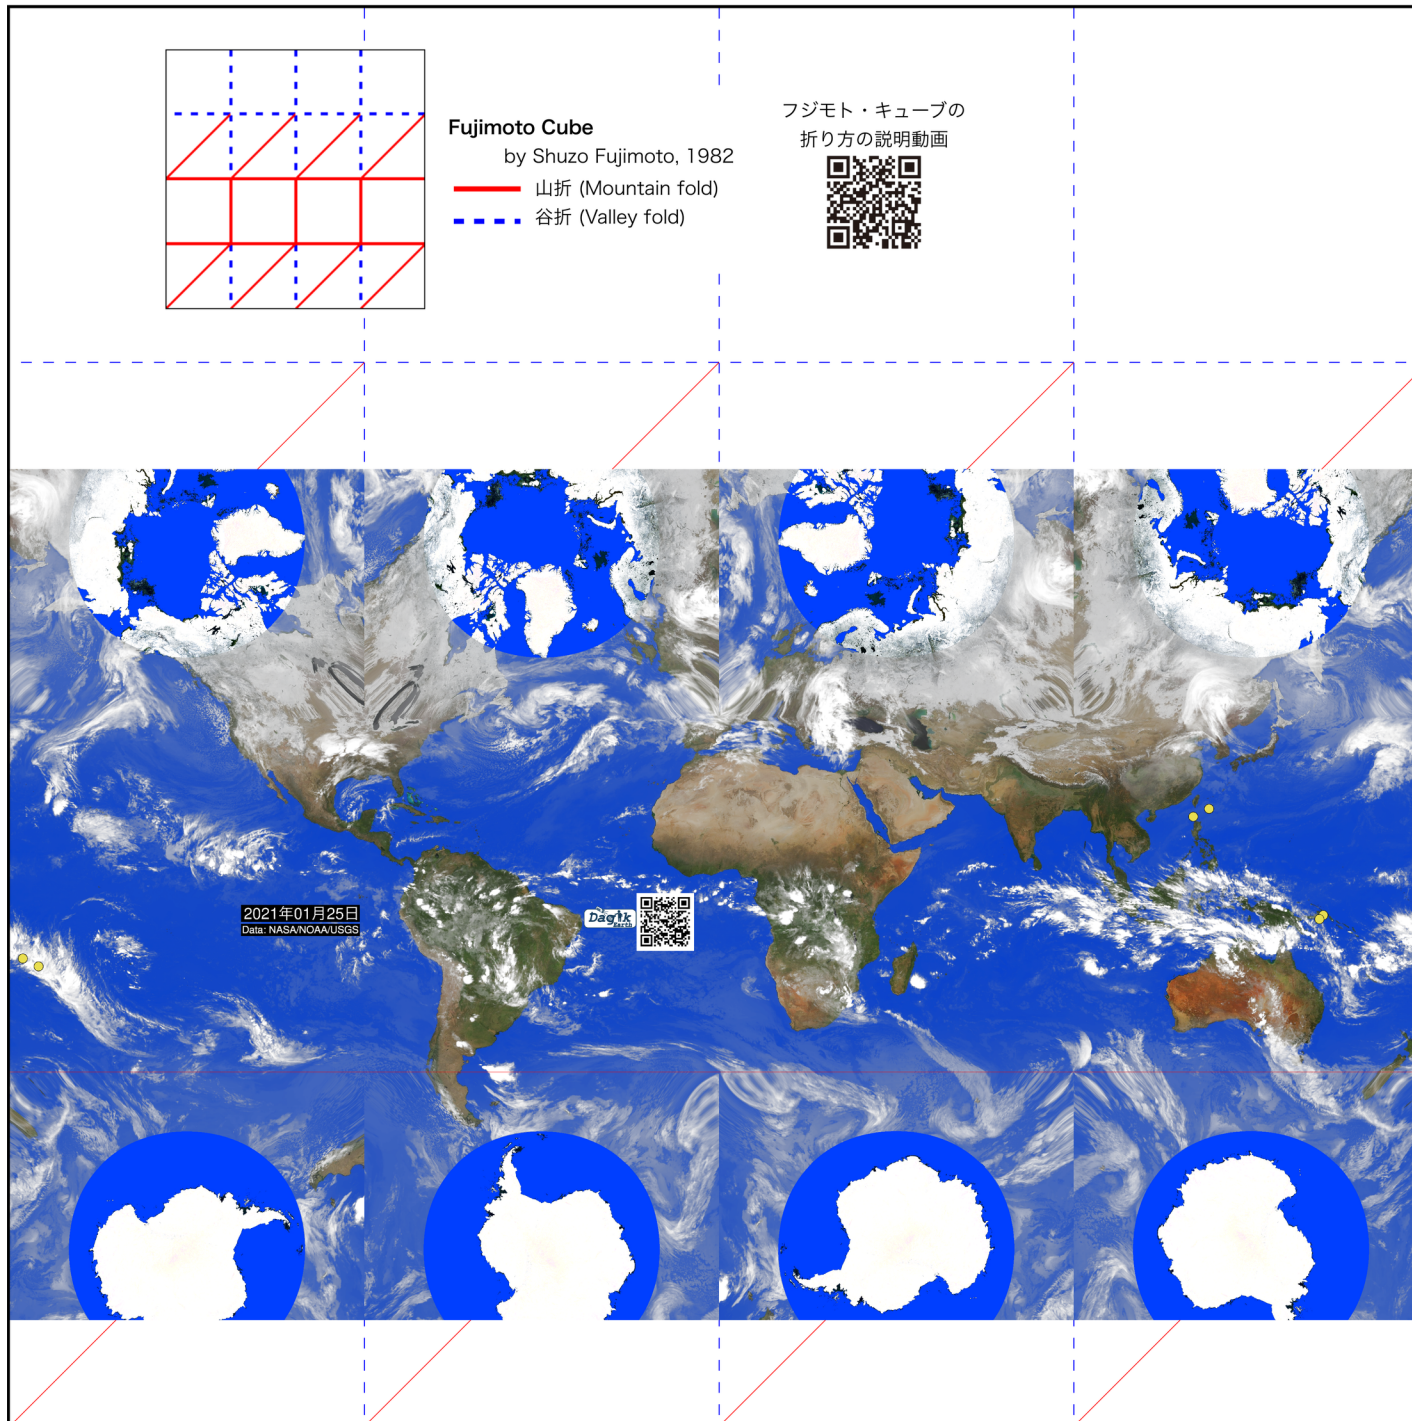 Fujimoto Cube
by Shuzo Fujimoto, 1982
山折 (Mountain fold)
谷折 (Valley fold)
フジモト・キューブの
折り方の説明動画
2021年01月25日
Data: NASA/NOAA/USGS
Dagik
Earth